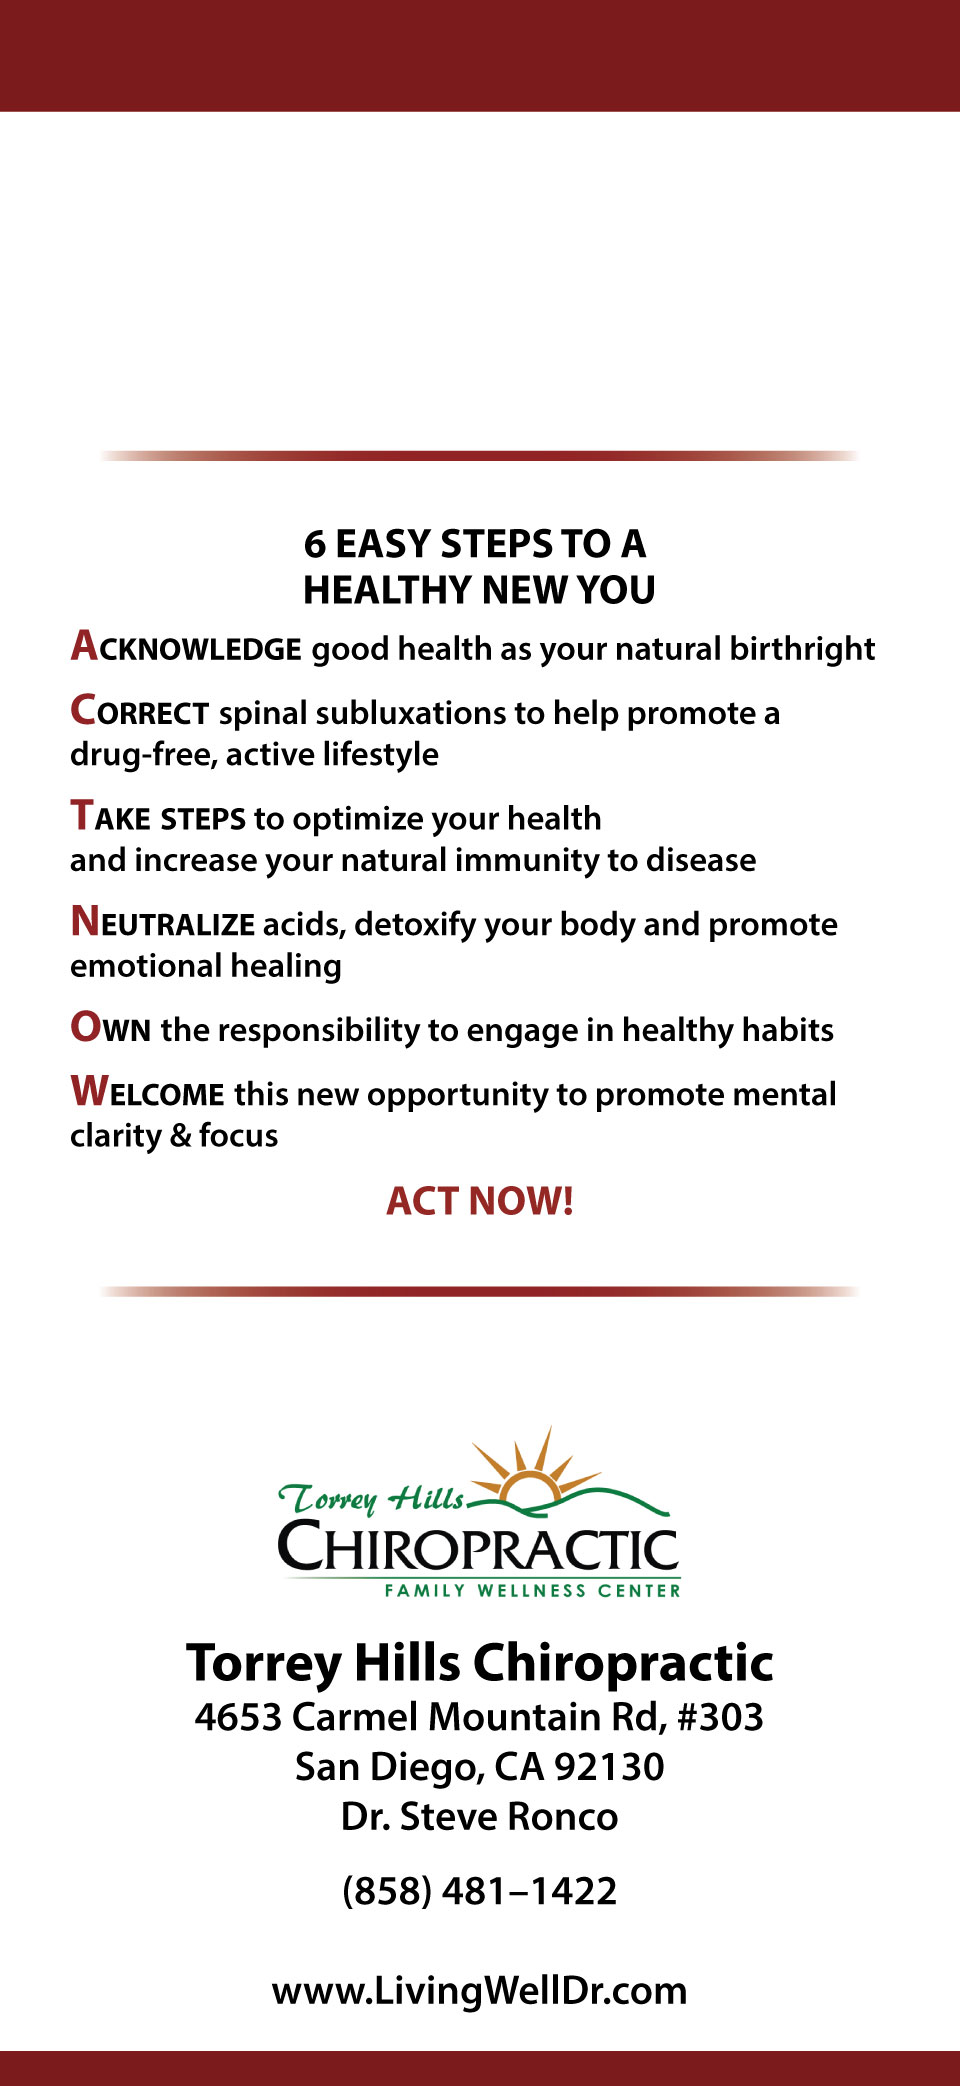 6 EASY STEPS TO A
HEALTHY NEW YOU
ACKNOWLEDGE good health as your natural birthright
CORRECT spinal subluxations to help promote a
drug-free, active lifestyle
TAKE STEPS to optimize your health
and increase your natural immunity to disease
NEUTRALIZE acids, detoxify your body and promote
emotional healing
OWN the responsibility to engage in healthy habits
WELCOME this new opportunity to promote mental
clarity & focus
ACT NOW!
Torrey Hills
CHIROPRACTIC
FAMILY WELLNESS CENTER
Torrey Hills Chiropractic
4653 Carmel Mountain Rd, #303
San Diego, CA 92130
Dr. Steve Ronco
(858) 481–1422
www.LivingWellDr.com